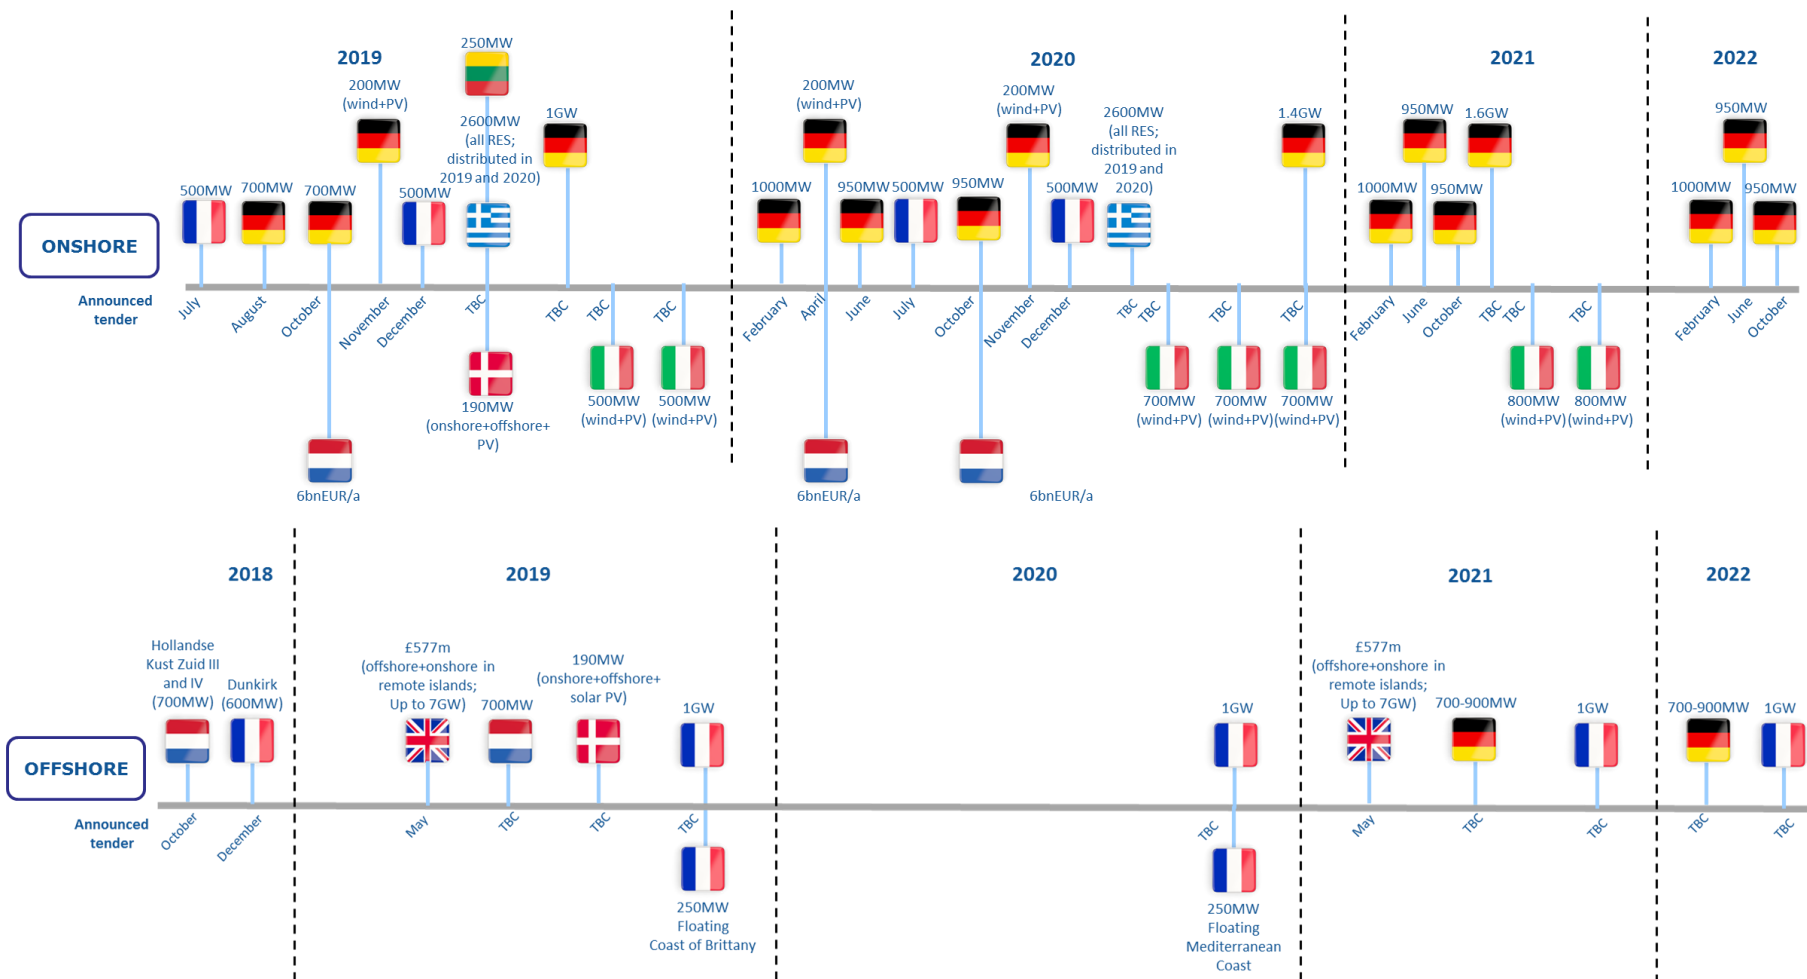 2019
2020
2021
2022
250MW
200MW
(wind+PV)
2600MW
(all RES;
distributed in
2019 and 2020)
1GW
500MW
700MW
700MW
500MW
200MW
(wind+PV)
200MW
(wind+PV)
2600MW
(all RES;
distributed in
2019 and
2020)
1.4GW
1000MW
950MW
500MW
950MW
500MW
950MW
1.6GW
1000MW
950MW
950MW
1000MW
950MW
ONSHORE
Announced
tender
July
August
October
November
December
TBC
TBC
TBC
TBC
February
April
June
July
October
November
December
TBC
TBC
TBC
TBC
February
June
October
TBC
TBC
TBC
February
June
October
190MW
(onshore+offshore+
PV)
500MW
(wind+PV)
500MW
(wind+PV)
700MW
(wind+PV)
700MW
(wind+PV)
700MW
(wind+PV)
800MW
(wind+PV)
800MW
(wind+PV)
6bnEUR/a
6bnEUR/a
6bnEUR/a
2018
2019
2020
2021
2022
Hollandse
Kust Zuid III
and IV
(700MW)
Dunkirk
(600MW)
£577m
(offshore+onshore in
remote islands;
Up to 7GW)
700MW
190MW
(onshore+offshore+
solar PV)
1GW
1GW
£577m
(offshore+onshore in
remote islands;
Up to 7GW)
700-900MW
1GW
700-900MW
1GW
OFFSHORE
Announced
tender
October
December
May
TBC
TBC
TBC
TBC
May
TBC
TBC
TBC
TBC
250MW
Floating
Coast of Brittany
250MW
Floating
Mediterranean
Coast